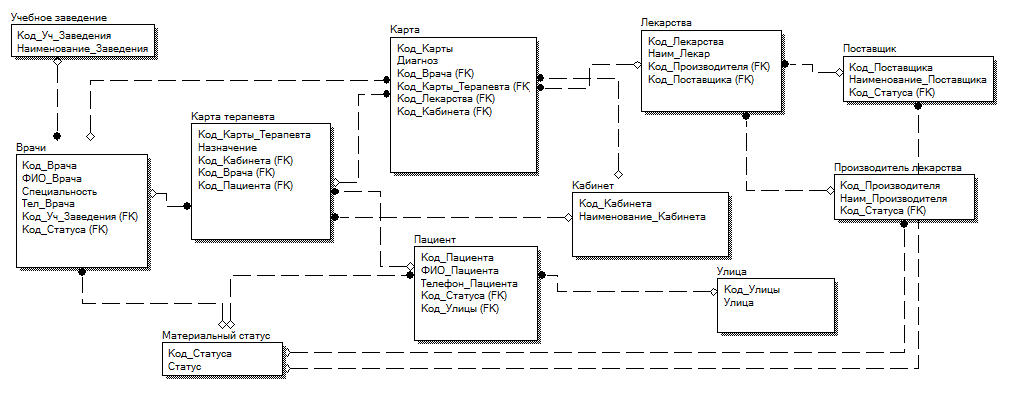 Учебное заведение
Код_Уч_Заведения
Наименование_Заведения
Карта
Код_Карты
Диагноз
Код_Врача (FK)
Код_Карты_Терапевта (FK)
Код_Лекарства (FK)
Код_Кабинета (FK)
Лекарства
Код_Лекарства
Наим_Лекар
Код_Производителя (FK)
Код_Поставщика (FK)
Поставщик
Код_Поставщика
Наименование_Поставщика
Код_Статуса (FK)
Врачи
Код_Врача
ФИО_Врача
Специальность
Тел_Врача
Код_Уч_Заведения (FK)
Код_Статуса (FK)
Карта терапевта
Код_Карты_Терапевта
Назначение
Код_Кабинета (FK)
Код_Врача (FK)
Код_Пациента (FK)
Кабинет
Код_Кабинета
Наименование_Кабинета
Производитель лекарства
Код_Производителя
Наим_Производителя
Код_Статуса (FK)
Пациент
Код_Пациента
ФИО_Пациента
Телефон_Пациента
Код_Статуса (FK)
Код_Улицы (FK)
Улица
Код_Улицы
Улица
Материальный статус
Код_Статуса
Статус